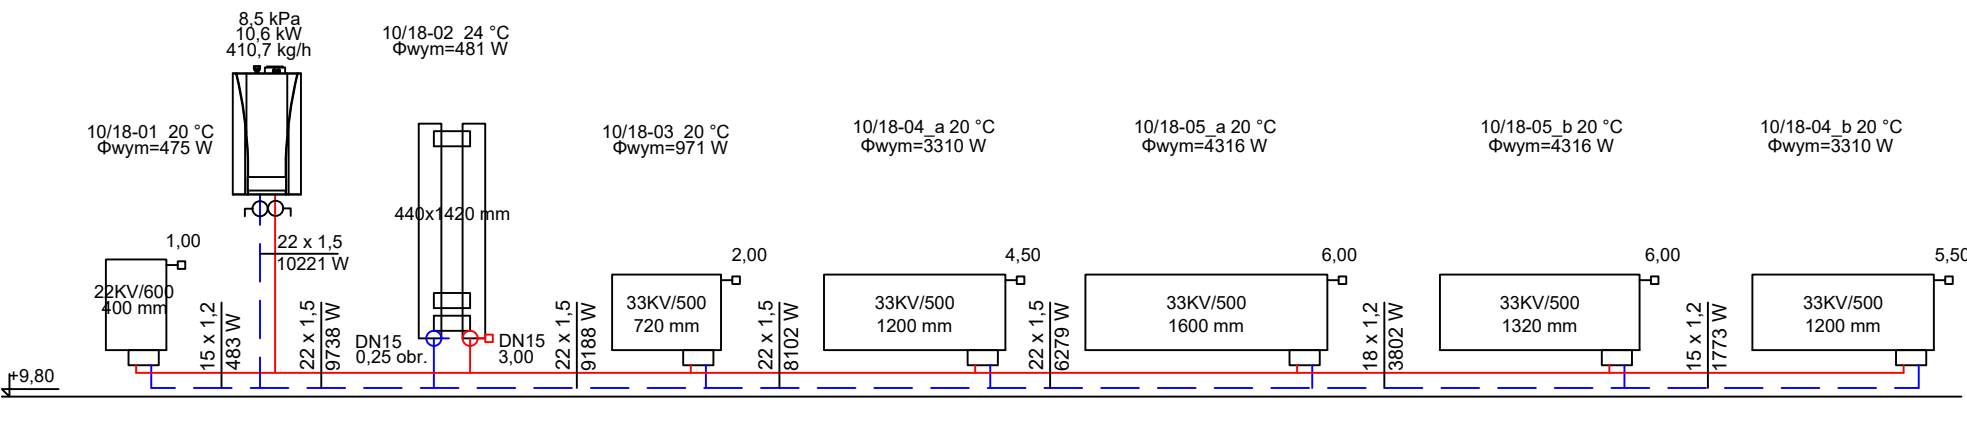 8,5 kPa
10,6 kW
410,7 kg/h
10/18-02_24 °C
Φwym=481 W
10/18-01_20 °C
Φwym=475 W
10/18-03_20 °C
Φwym=971 W
10/18-04_a 20 °C
Φwym=3310 W
10/18-05_a 20 °C
Φwym=4316 W
10/18-05_b 20 °C
Φwym=4316 W
10/18-04_b 20 °C
Φwym=3310 W
440x1420 mm
1,00
22 x 1,5
10221 W
2,00
4,50
6,00
6,00
5,50
22KV/600
400 mm
33KV/500
720 mm
33KV/500
1200 mm
33KV/500
1600 mm
33KV/500
1320 mm
33KV/500
1200 mm
15 x 1,2
483 W
22 x 1,5
9738 W
DN15
0,25 obr.
DN15
3,00
22 x 1,5
9188 W
22 x 1,5
8102 W
22 x 1,5
6279 W
18 x 1,2
3802 W
15 x 1,2
1773 W
+9,80